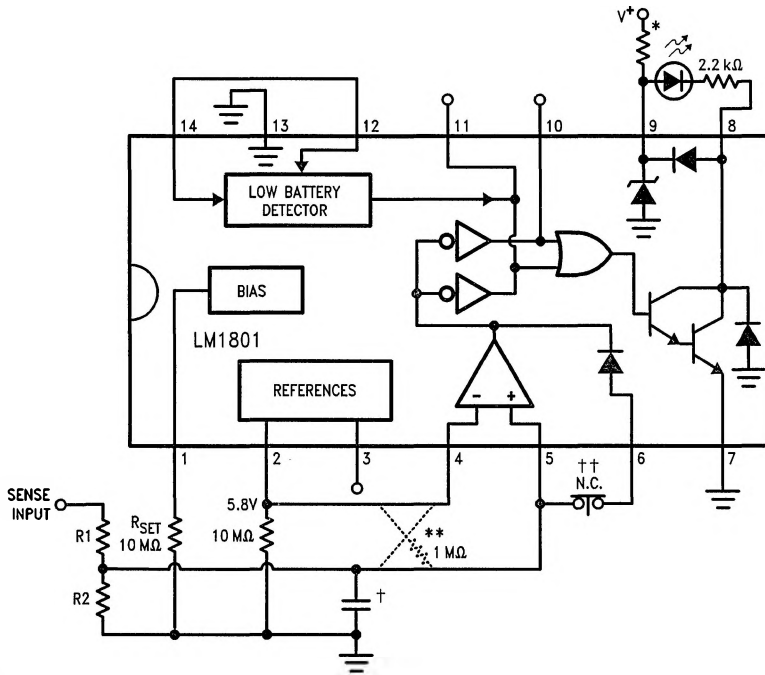 V+
*
2.2 kΩ
14
13
12
11
10
9
8
LOW BATTERY
DETECTOR
BIAS
LM1801
REFERENCES
-
+
1
2
3
4
5
6
7
††
N.C.
SENSE
INPUT
5.8V
R1
RSET
10 MΩ
10 MΩ
**
1 MΩ
R2
†